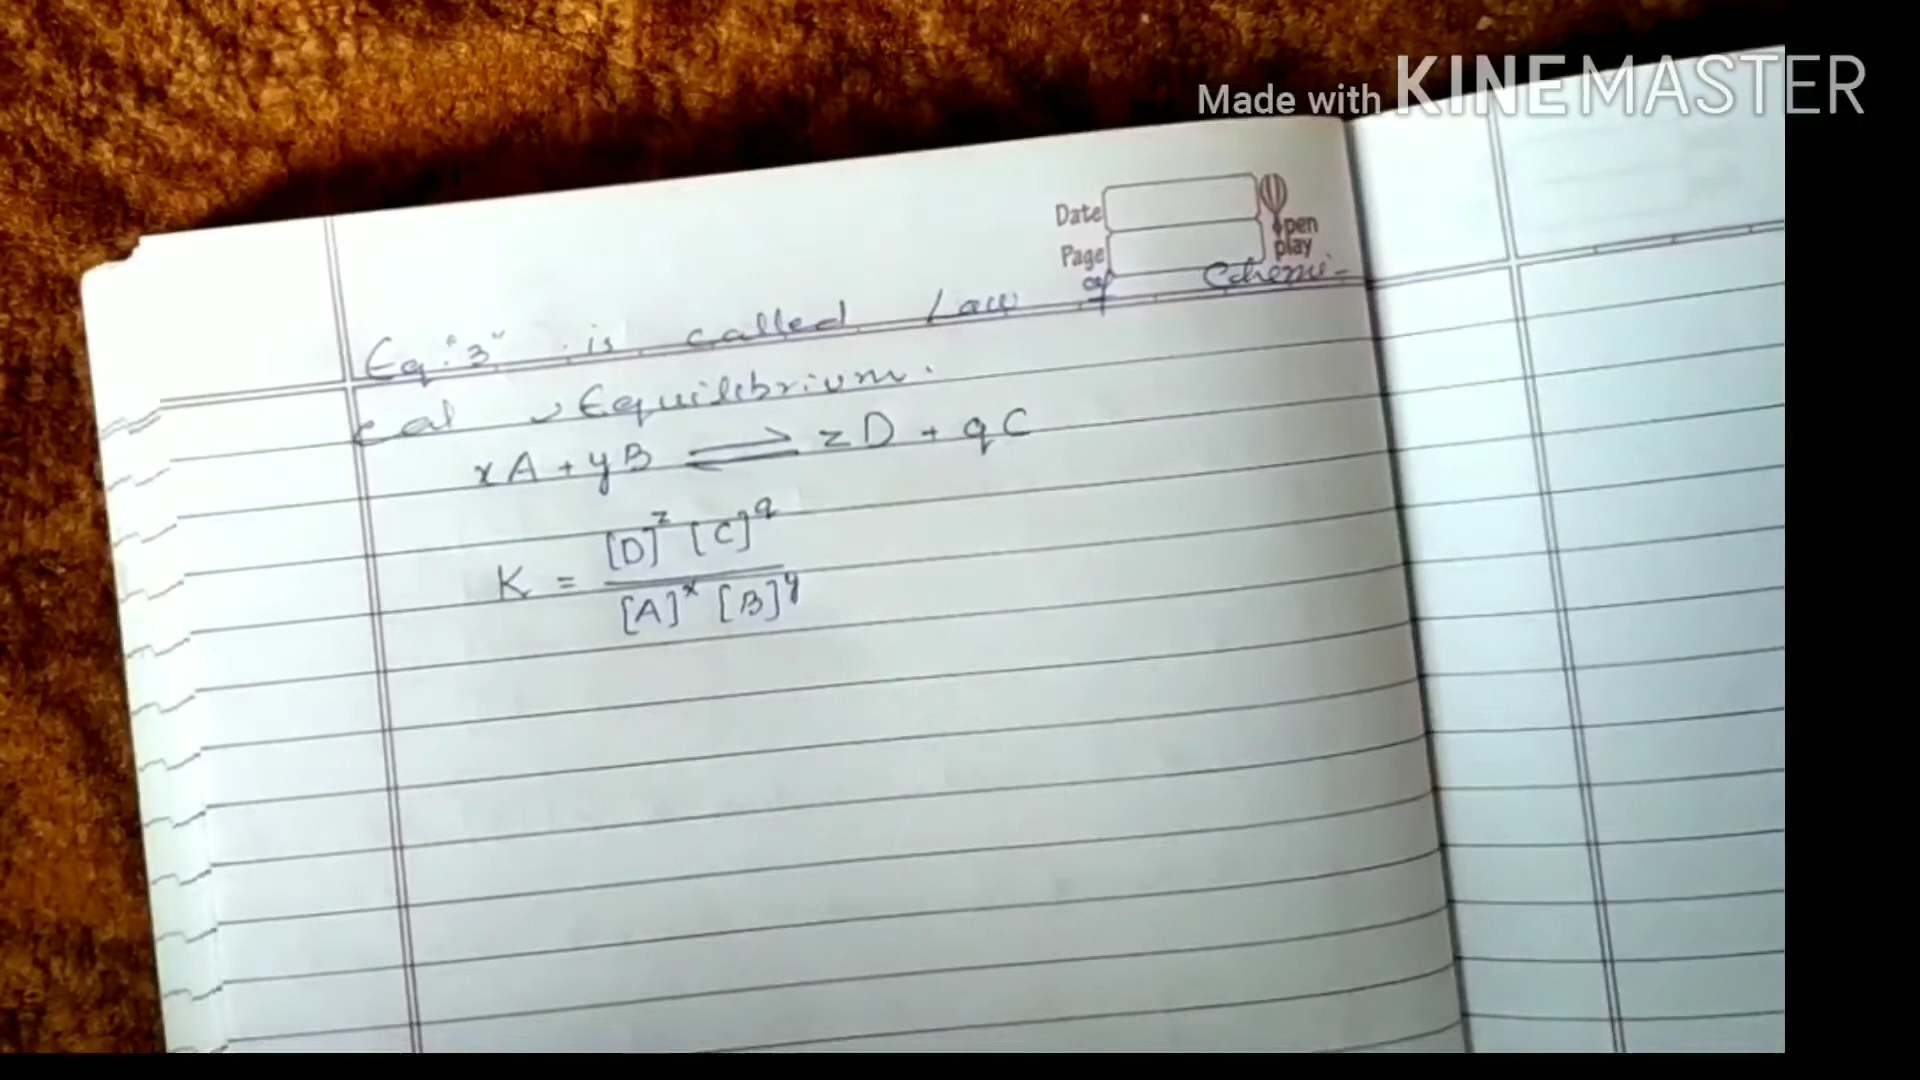 Made with KINEMASTER
Date
Page
Open play
Eq. "3" is called Law of Chemi-
cal Equilibrium.
xA + yB ⇌ zD + qC
K = [D]^z [C]^q / [A]^x [B]^y